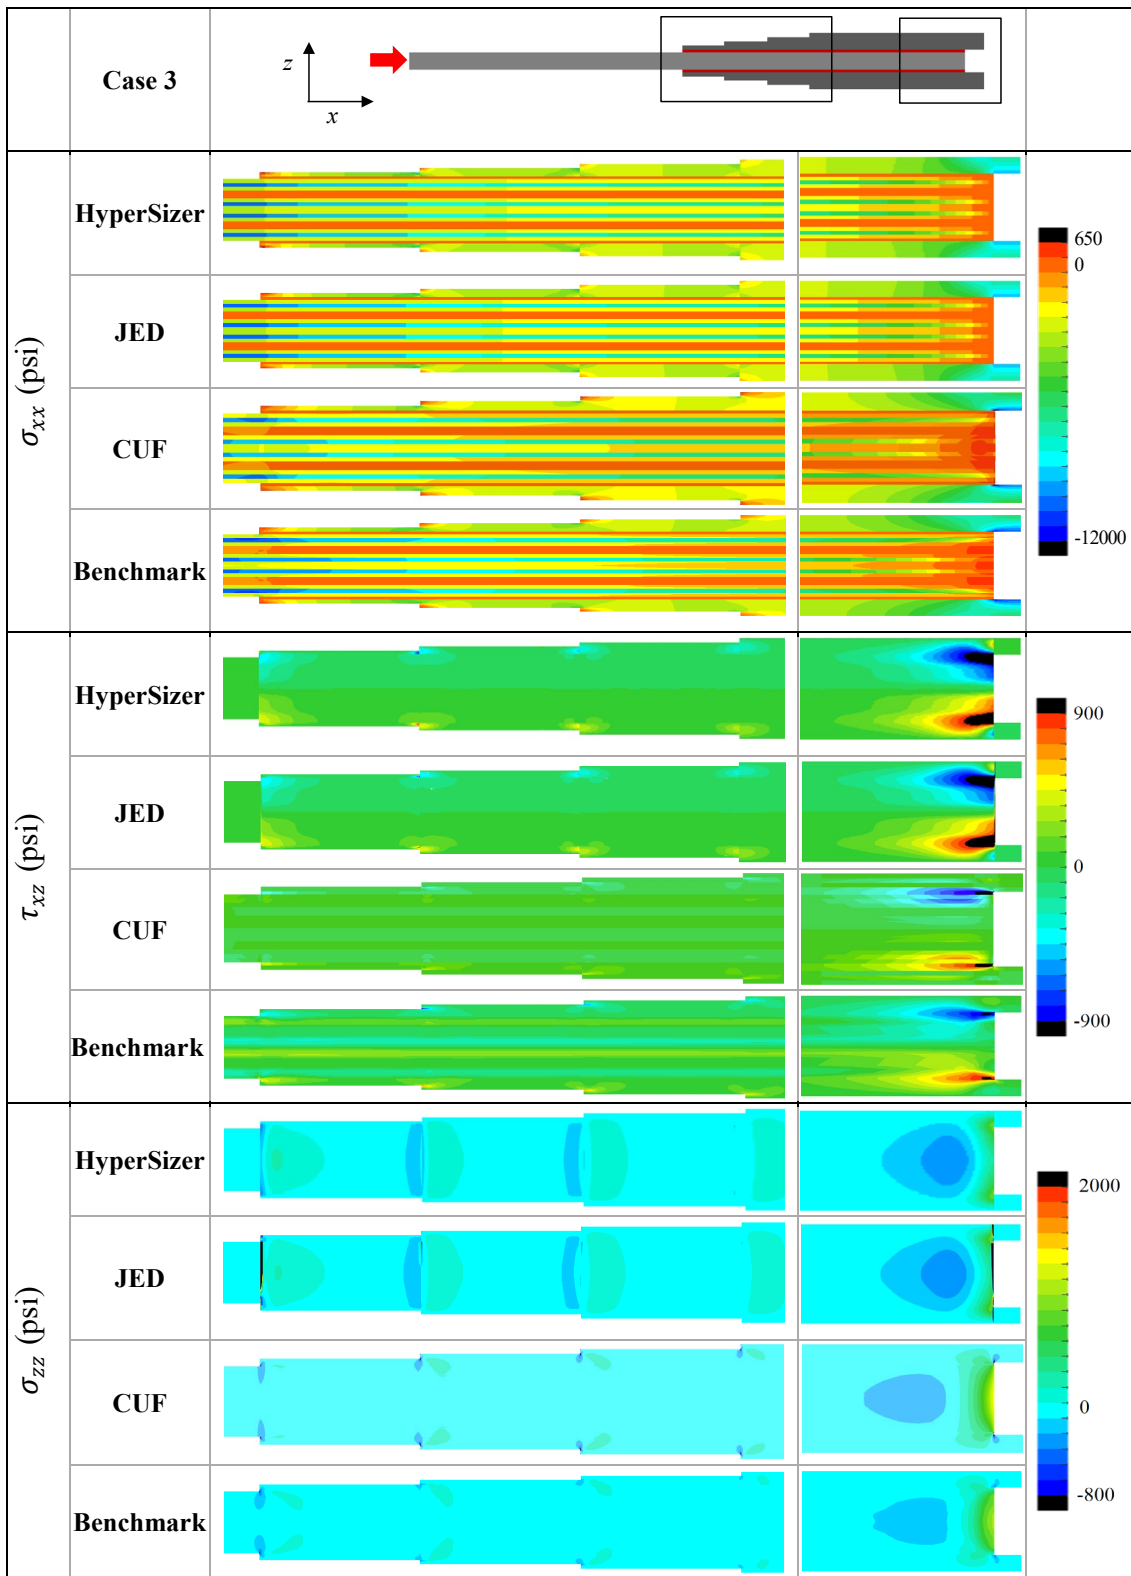 Case 3
z
x
σxx (psi)
HyperSizer
JED
CUF
Benchmark
650
0
-12000
τxz (psi)
HyperSizer
JED
CUF
Benchmark
900
0
-900
σzz (psi)
HyperSizer
JED
CUF
Benchmark
2000
0
-800